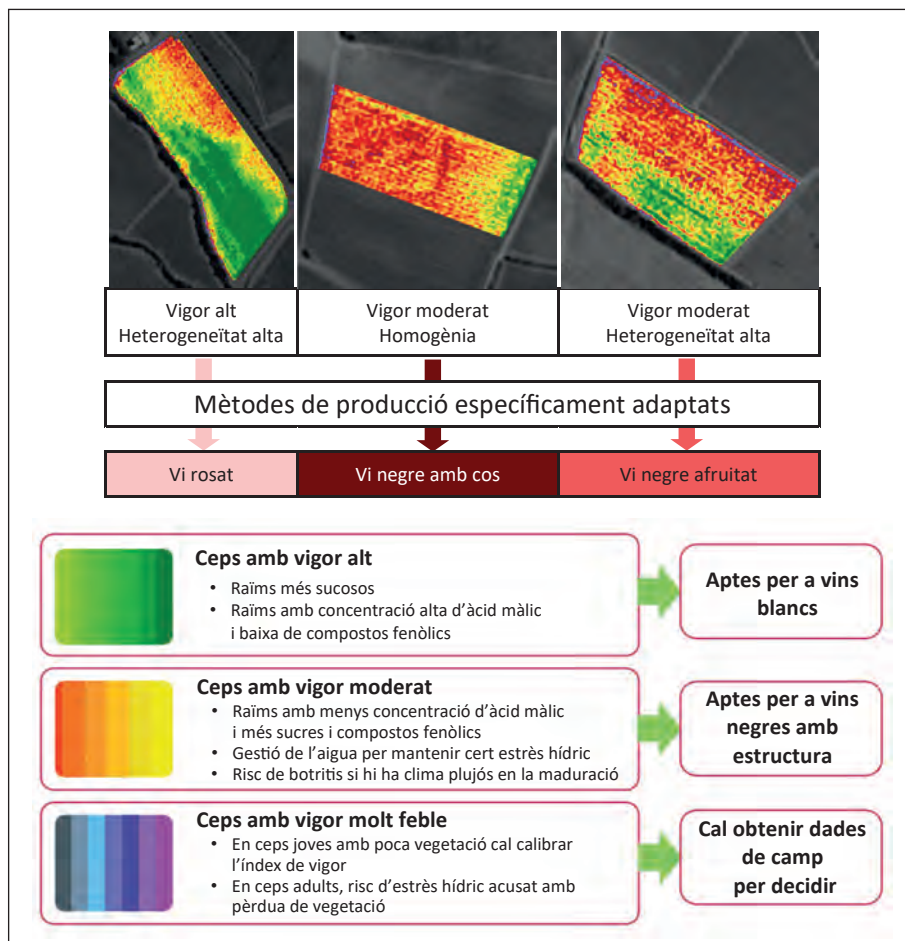 Vigor alt
Heterogeneïtat alta
Vigor moderat
Homogènia
Vigor moderat
Heterogeneïtat alta
Mètodes de producció específicament adaptats
Vi rosat
Vi negre amb cos
Vi negre afruitat
Ceps amb vigor alt
• Raïms més sucosos
• Raïms amb concentració alta d'àcid màlic
i baixa de compostos fenòlics
Aptes per a vins
blancs
Ceps amb vigor moderat
• Raïms amb menys concentració d'àcid màlic
i més sucres i compostos fenòlics
• Gestió de l'aigua per mantenir cert estrès hídric
• Risc de botritis si hi ha clima plujós en la maduració
Aptes per a vins
negres amb
estructura
Ceps amb vigor molt feble
• En ceps joves amb poca vegetació cal calibrar
l'índex de vigor
• En ceps adults, risc d'estrès hídric acusat amb
pèrdua de vegetació
Cal obtenir dades
de camp
per decidir